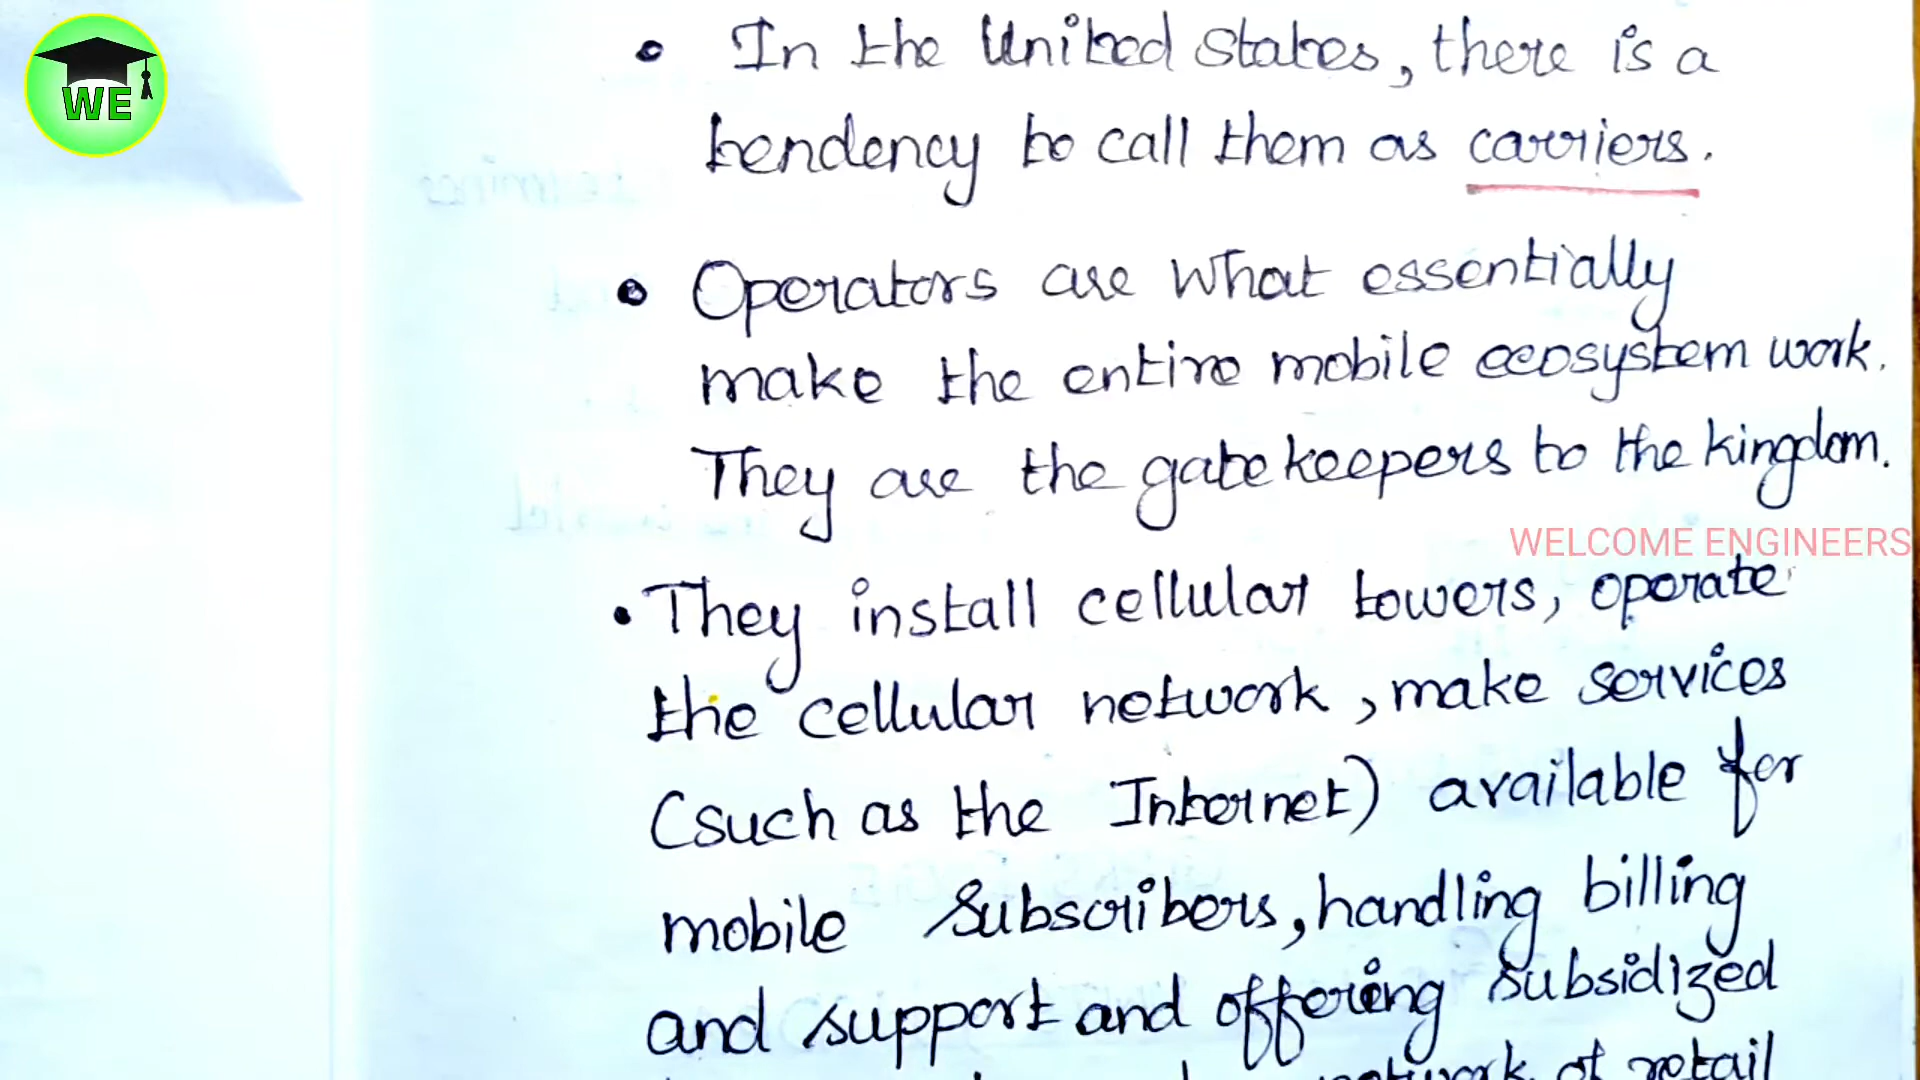 WE
• In the United States, there is a
tendency to call them as carriers.
• Operators are what essentially
make the entire mobile ecosystem work.
They are the gatekeepers to the kingdom.
WELCOME ENGINEERS
• They install cellular towers, operate
the cellular network, make services
(such as the Internet) available for
mobile subscribers, handling billing
and support and offering subsidized
network of retail